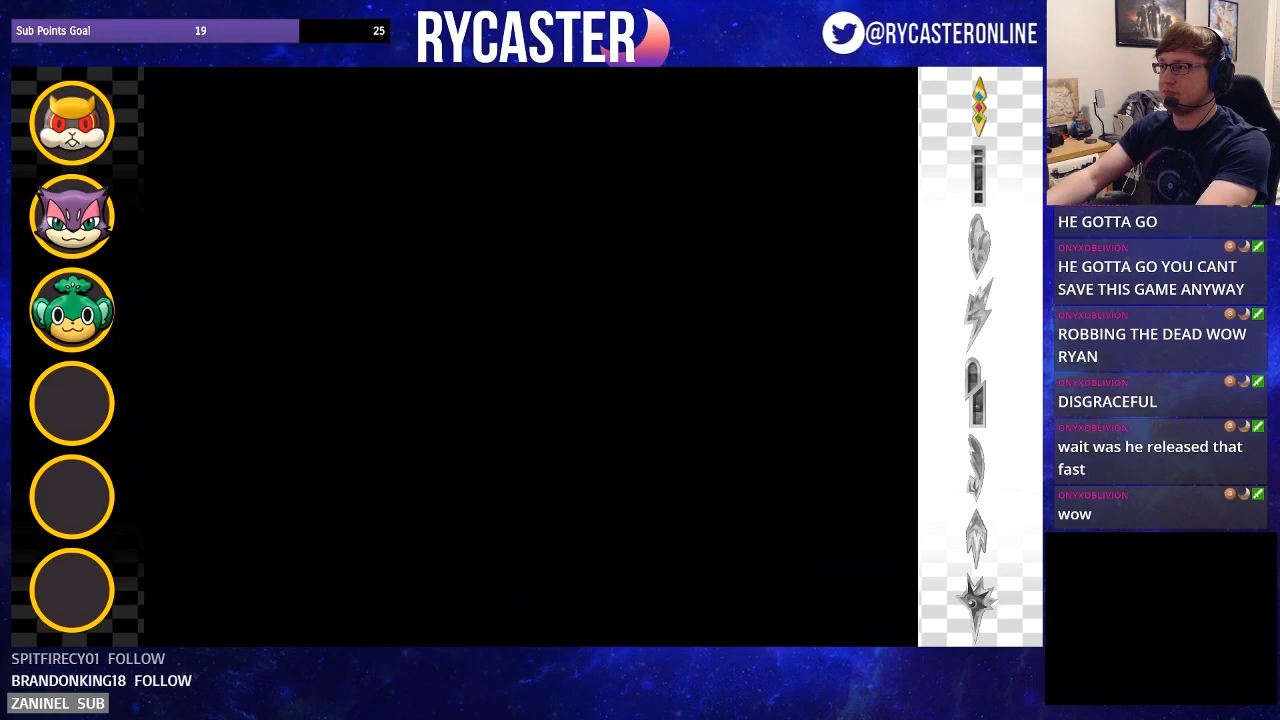 Sub Points Goal 19 25
RYCASTER
@RYCASTERONLINE
HE GOTTA GO
ONYXOBLIVION
HE GOTTA GO YOU CANT
SAVE THIS GAME ANYWAY
ONYXOBLIVION
ROBBING THE DEAD WOW
RYAN
ONYXOBLIVION
DISGRACEFUL
ONYXOBLIVION
wait was he released that
fast
ONYXOBLIVION
wow
SPITFIRECY01 FOLLOW
BRANDONKING18 FOLLOW
ZANINEL SUB